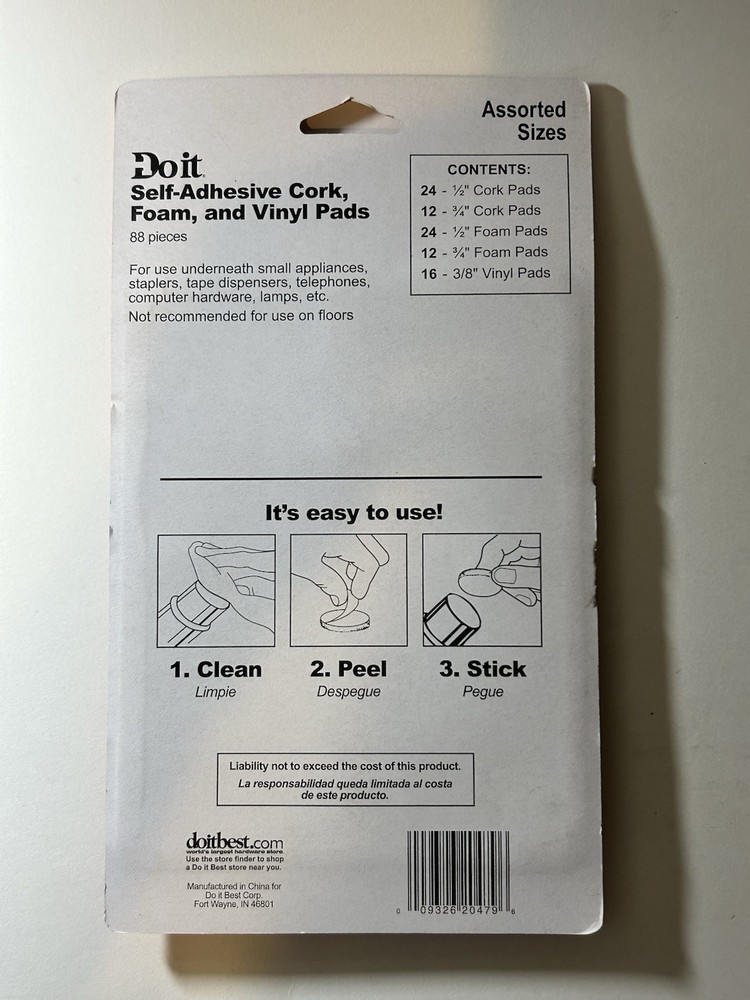 Assorted
Sizes
Do it
Self-Adhesive Cork,
Foam, and Vinyl Pads
88 pieces
For use underneath small appliances,
staplers, tape dispensers, telephones,
computer hardware, lamps, etc.
Not recommended for use on floors
CONTENTS:
24 - ½" Cork Pads
12 - ¾" Cork Pads
24 - ½" Foam Pads
12 - ¾" Foam Pads
16 - 3/8" Vinyl Pads
It's easy to use!
1. Clean
Limpie
2. Peel
Despegue
3. Stick
Pegue
Liability not to exceed the cost of this product.
La responsabilidad queda limitada al costo
de este producto.
doitbest.com
world's largest hardware store.
Use the store finder to shop
a Do it Best store near you.
Manufactured in China for
Do it Best Corp.
Fort Wayne, IN 46801
0 09326 20479 6